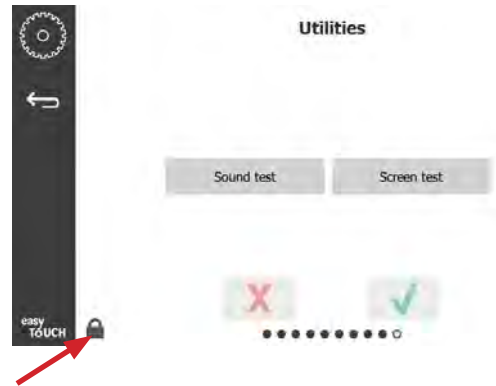 Utilities
Sound test
Screen test
easy
TOUCH